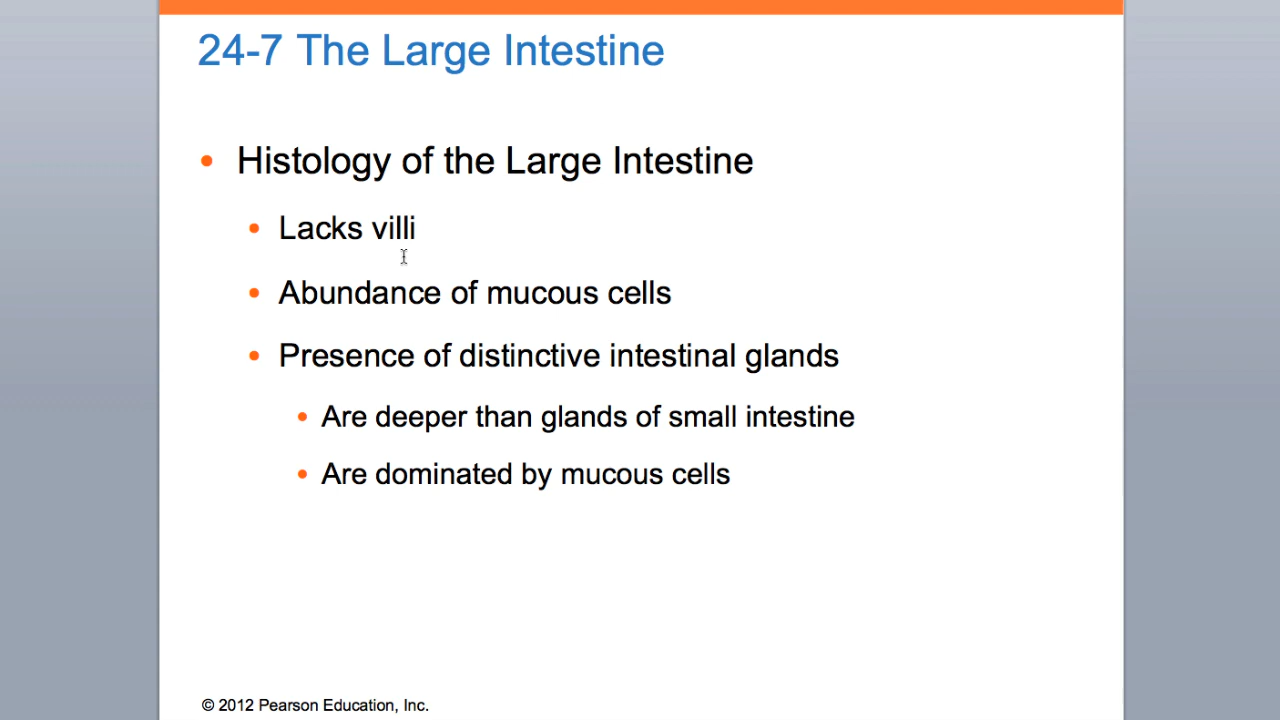 24-7 The Large Intestine
• Histology of the Large Intestine
• Lacks villi
• Abundance of mucous cells
• Presence of distinctive intestinal glands
• Are deeper than glands of small intestine
• Are dominated by mucous cells
© 2012 Pearson Education, Inc.